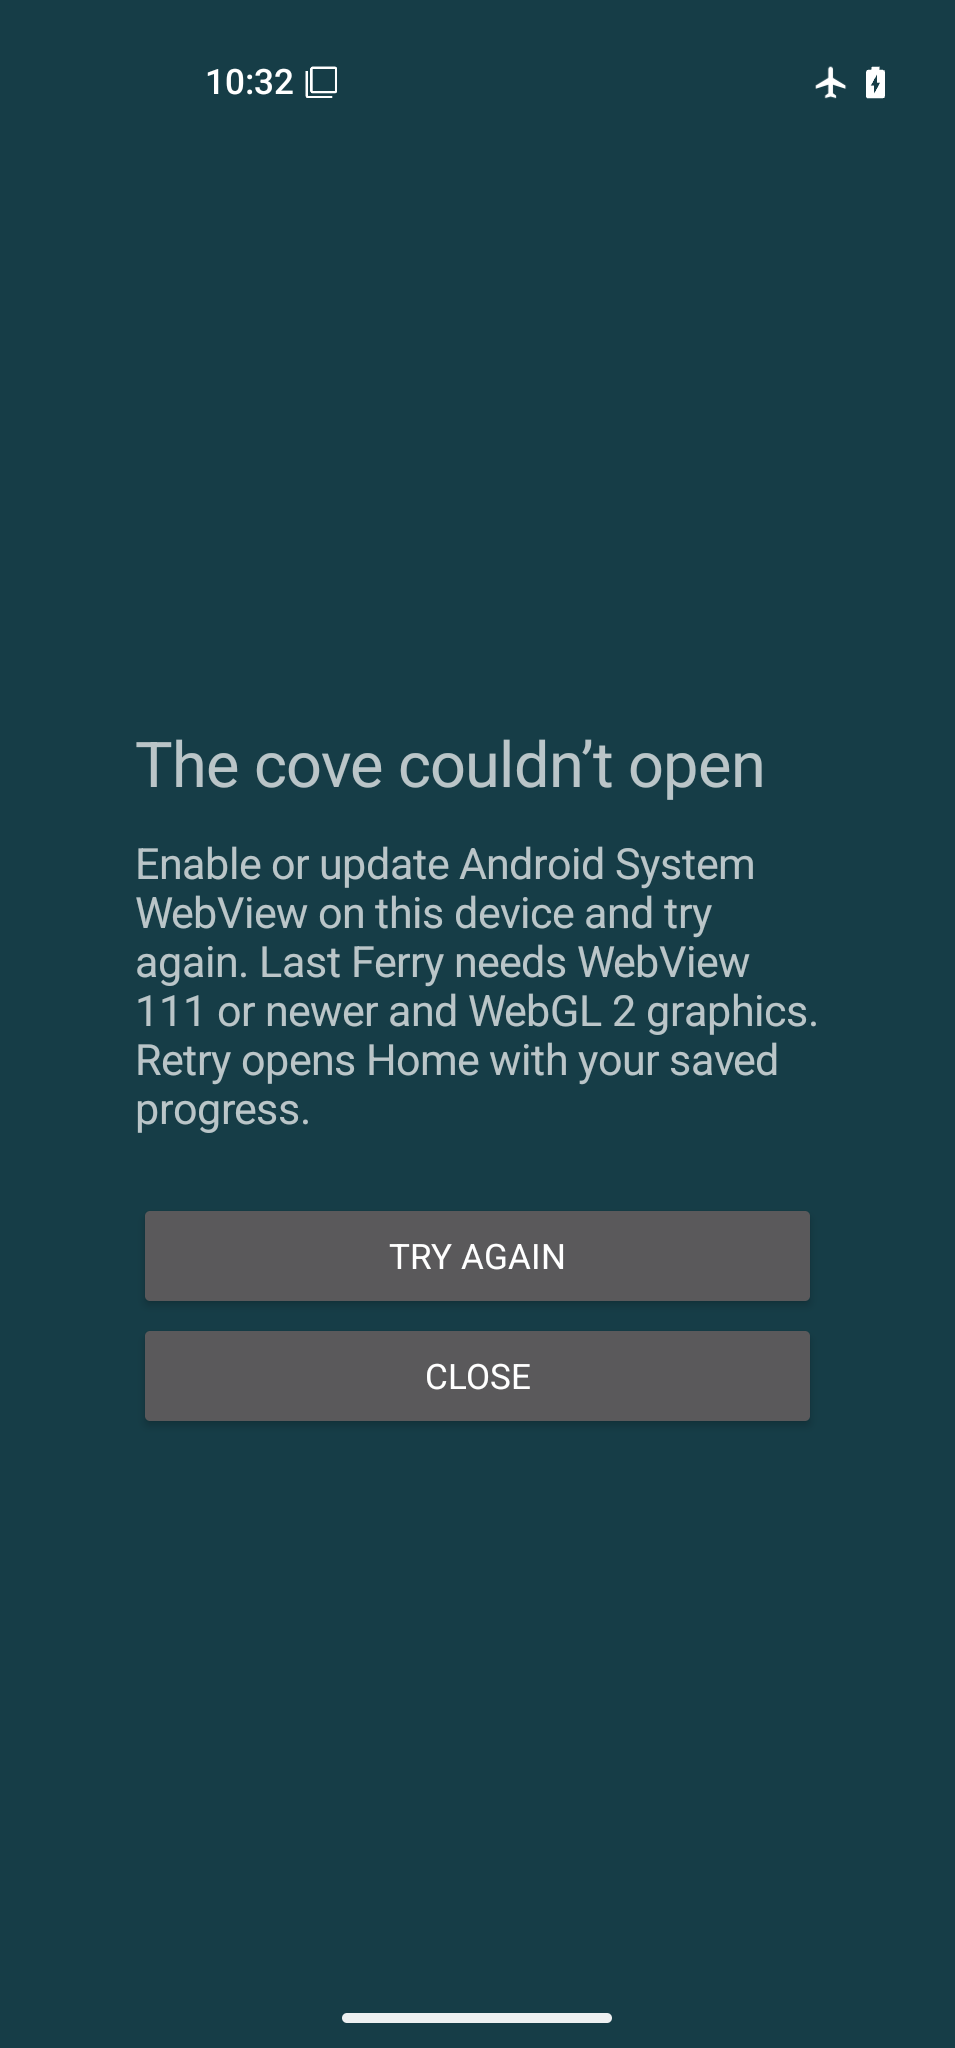 10:32
The cove couldn’t open
Enable or update Android System
WebView on this device and try
again. Last Ferry needs WebView
111 or newer and WebGL 2 graphics.
Retry opens Home with your saved
progress.
TRY AGAIN
CLOSE